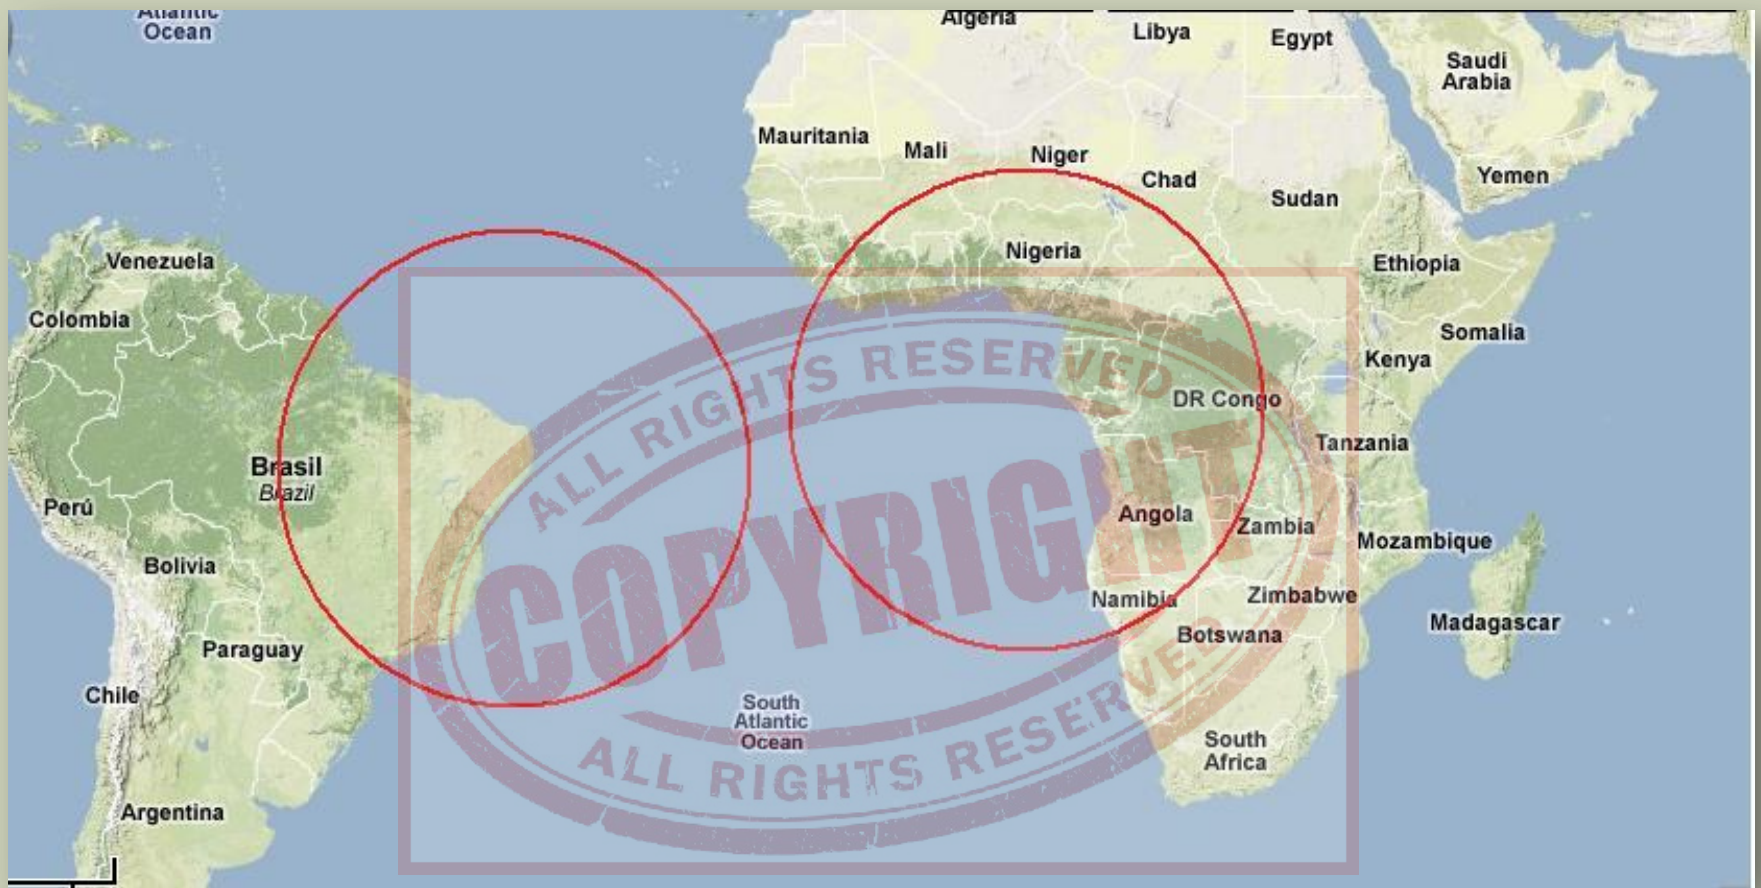 Atlantic
Ocean
Algeria
Libya
Egypt
Saudi
Arabia
Mauritania
Mali
Niger
Chad
Sudan
Yemen
Venezuela
Nigeria
Ethiopia
Colombia
Somalia
Kenya
ALL RIGHTS RESERVED
DR Congo
Tanzania
Brasil
Brazil
Perú
COPYRIGHT
Angola
Zambia
Mozambique
Bolivia
Namibia
Zimbabwe
Botswana
Madagascar
Paraguay
Chile
South
Atlantic
Ocean
ALL RIGHTS RESERVED
South
Africa
Argentina